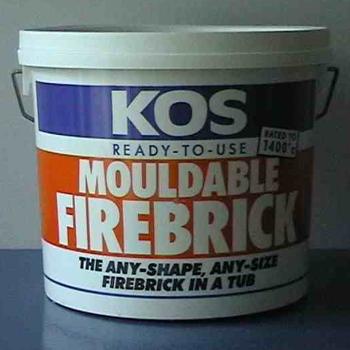 KOS
READY-TO-USE
RATED TO
1400°C
MOULDABLE
FIREBRICK
THE ANY-SHAPE, ANY-SIZE
FIREBRICK IN A TUB